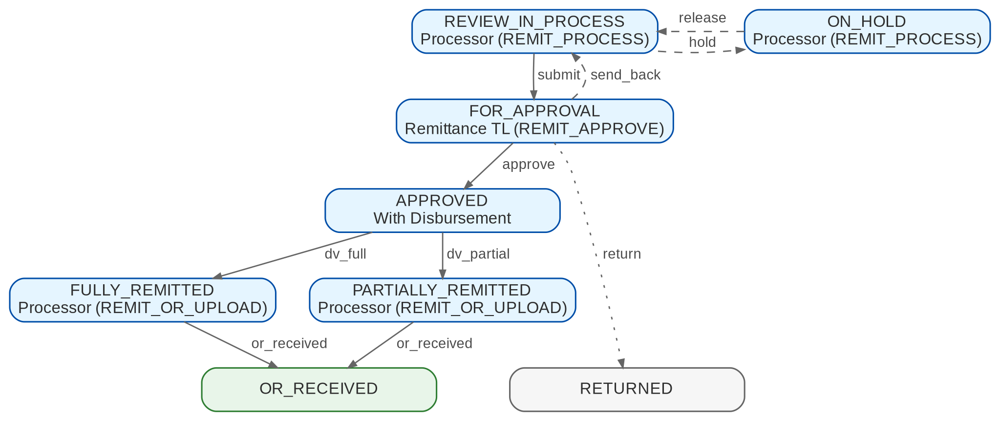 REVIEW_IN_PROCESS
Processor (REMIT_PROCESS)
release
hold
ON_HOLD
Processor (REMIT_PROCESS)
submit
send_back
FOR_APPROVAL
Remittance TL (REMIT_APPROVE)
approve
APPROVED
With Disbursement
dv_full
dv_partial
return
FULLY_REMITTED
Processor (REMIT_OR_UPLOAD)
PARTIALLY_REMITTED
Processor (REMIT_OR_UPLOAD)
or_received
or_received
OR_RECEIVED
RETURNED